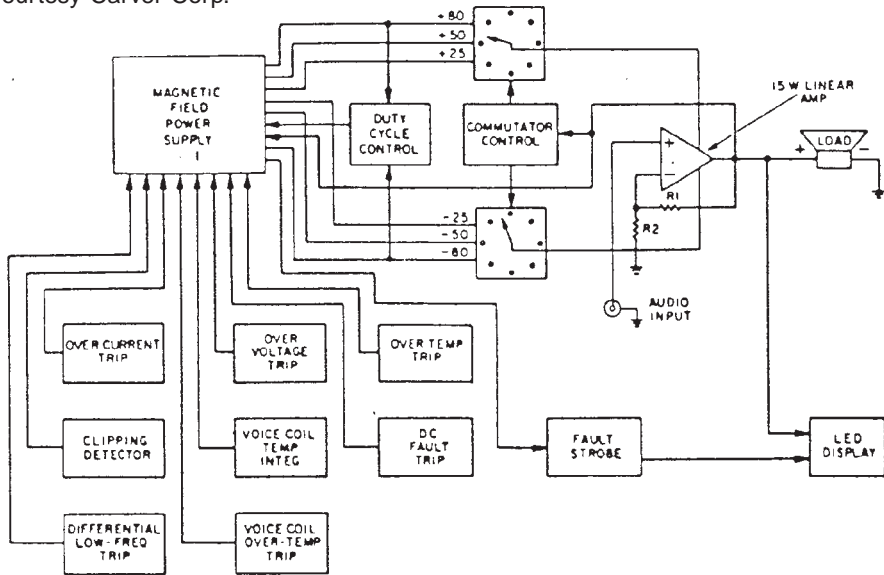 ourtesy Carver Corp.
MAGNETIC
FIELD
POWER
SUPPLY
I
+80
+50
+25
DUTY
CYCLE
CONTROL
COMMUTATOR
CONTROL
15 W LINEAR
AMP
+
-
R1
R2
+
LOAD
-
AUDIO
INPUT
-25
-50
-80
OVER CURRENT
TRIP
OVER
VOLTAGE
TRIP
OVER TEMP
TRIP
CLIPPING
DETECTOR
VOICE COIL
TEMP
INTEG
DC
FAULT
TRIP
FAULT
STROBE
LED
DISPLAY
DIFFERENTIAL
LOW-FREQ
TRIP
VOICE COIL
OVER-TEMP
TRIP